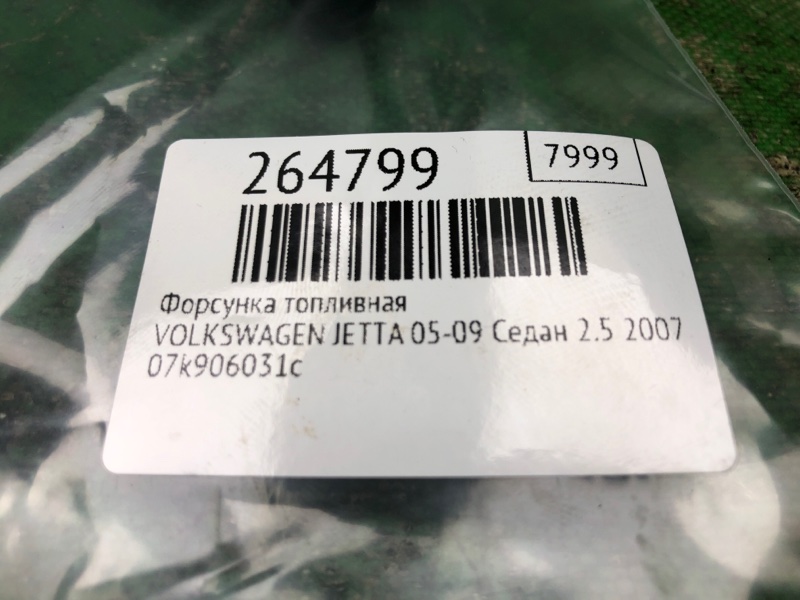 264799
7999
Форсунка топливная
VOLKSWAGEN JETTA 05-09 Седан 2.5 2007
07k906031c